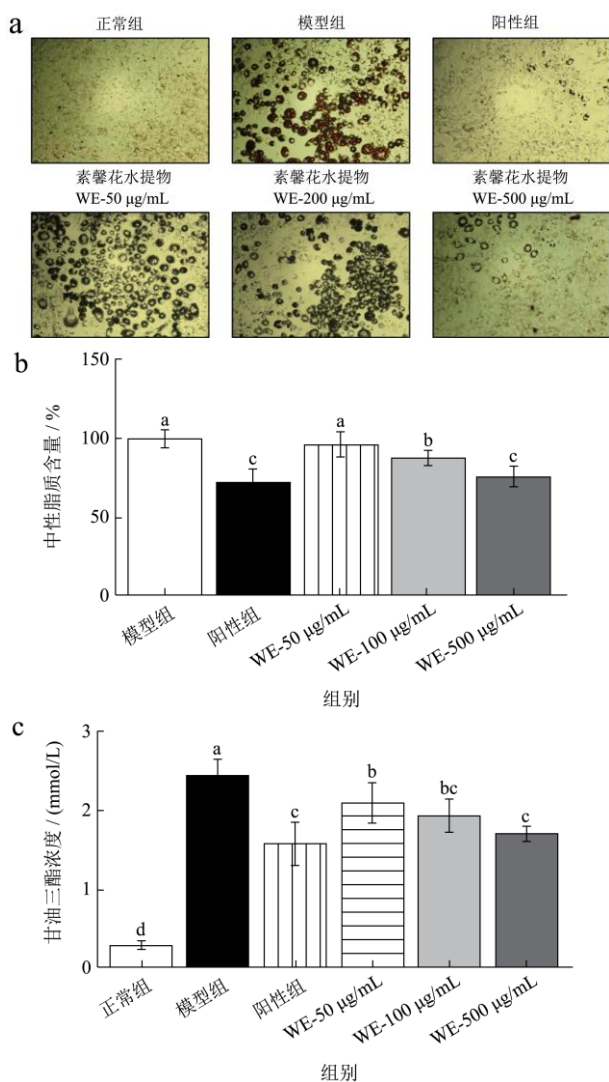 a
正常组 模型组 阳性组
素馨花水提物 素馨花水提物 素馨花水提物
WE-50 μg/mL WE-200 μg/mL WE-500 μg/mL
b
中性脂质含量 / %
150
100
50
0
a
c
a
b
c
模型组
阳性组
WE-50 μg/mL
WE-100 μg/mL
WE-500 μg/mL
组别
c
甘油三酯浓度 / (mmol/L)
3
2
1
0
d
a
c
b
bc
c
正常组
模型组
阳性组
WE-50 μg/mL
WE-100 μg/mL
WE-500 μg/mL
组别